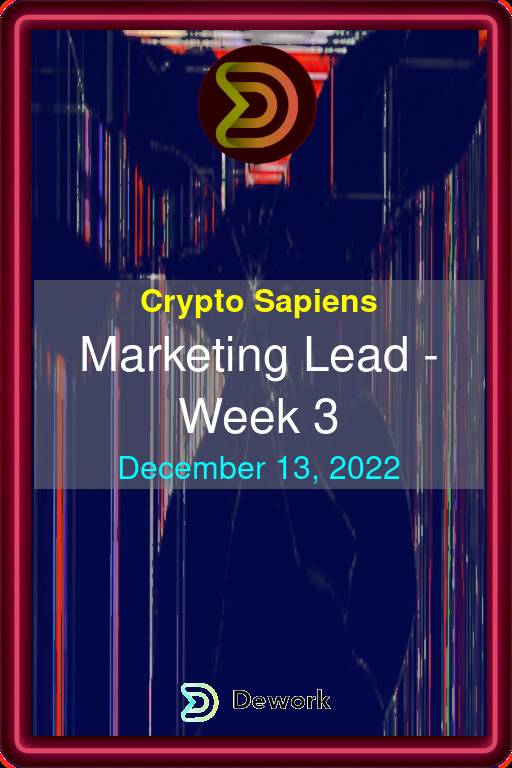 Crypto Sapiens
Marketing Lead -
Week 3
December 13, 2022
Dework